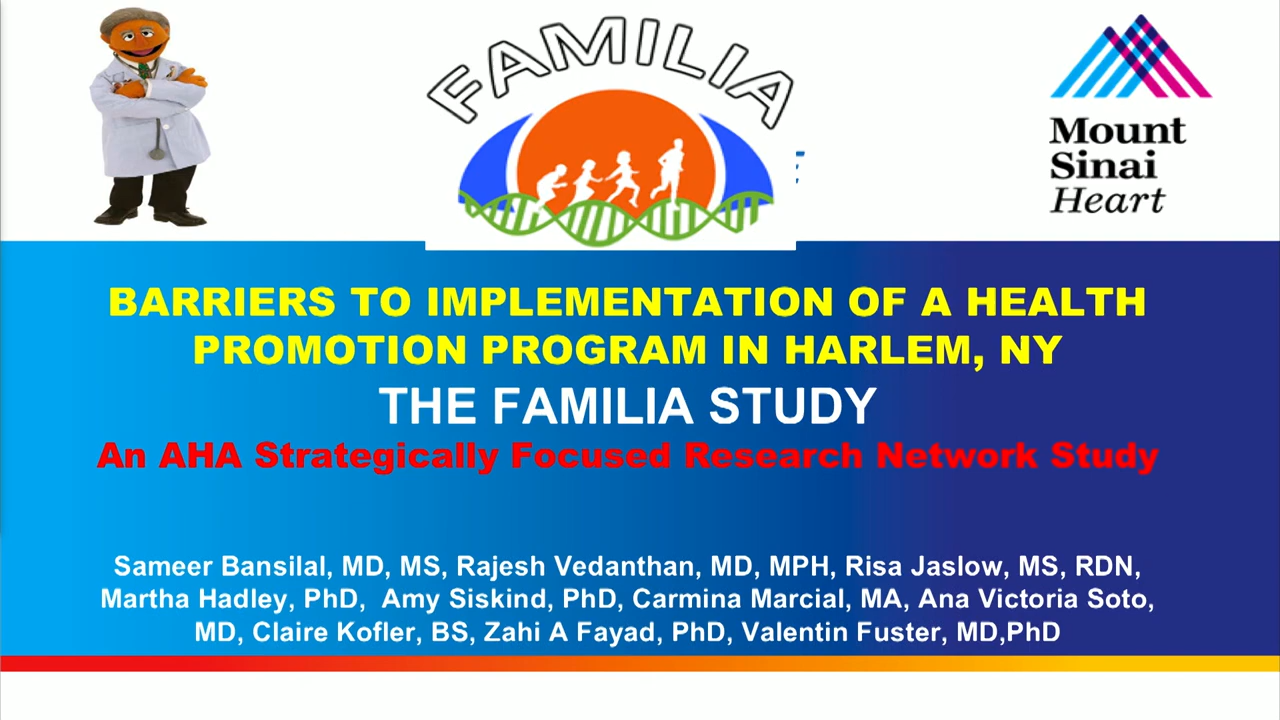 FAMILIA
Mount
Sinai
Heart
BARRIERS TO IMPLEMENTATION OF A HEALTH
PROMOTION PROGRAM IN HARLEM, NY
THE FAMILIA STUDY
An AHA Strategically Focused Research Network Study
Sameer Bansilal, MD, MS, Rajesh Vedanthan, MD, MPH, Risa Jaslow, MS, RDN,
Martha Hadley, PhD, Amy Siskind, PhD, Carmina Marcial, MA, Ana Victoria Soto,
MD, Claire Kofler, BS, Zahi A Fayad, PhD, Valentin Fuster, MD,PhD